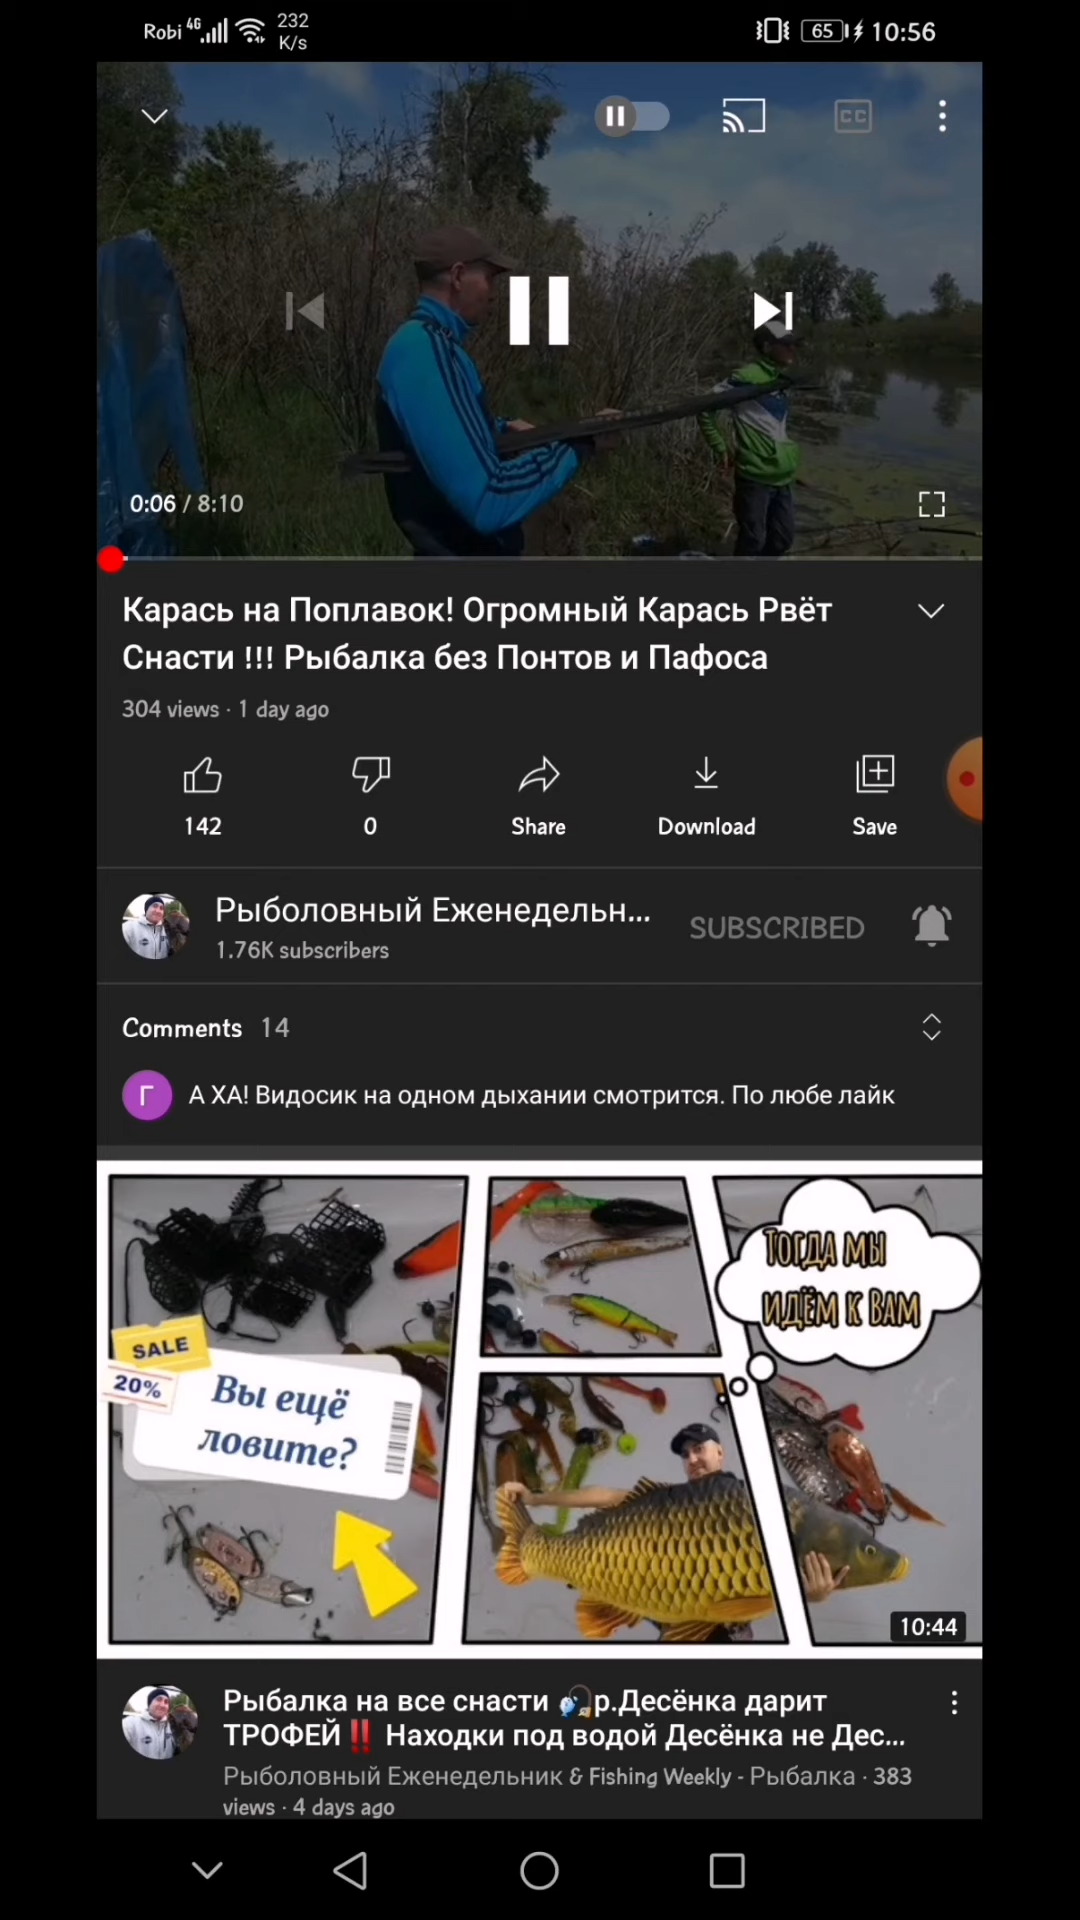 Robi 4G 232 K/s 65 10:56
CC
0:06 / 8:10
Карась на Поплавок! Огромный Карась Рвёт
Снасти !!! Рыбалка без Понтов и Пафоса
304 views · 1 day ago
142 0 Share Download Save
Рыболовный Еженедельн... SUBSCRIBED
1.76K subscribers
Comments 14
Г А ХА! Видосик на одном дыхании смотрится. По любе лайк
ТОГДА МЫ
ИДЁМ К ВАМ
SALE
20%
Вы ещё
ловите?
10:44
Рыбалка на все снасти 🎣р.Десёнка дарит
ТРОФЕЙ‼️ Находки под водой Десёнка не Дес...
Рыболовный Еженедельник & Fishing Weekly - Рыбалка · 383
views · 4 days ago